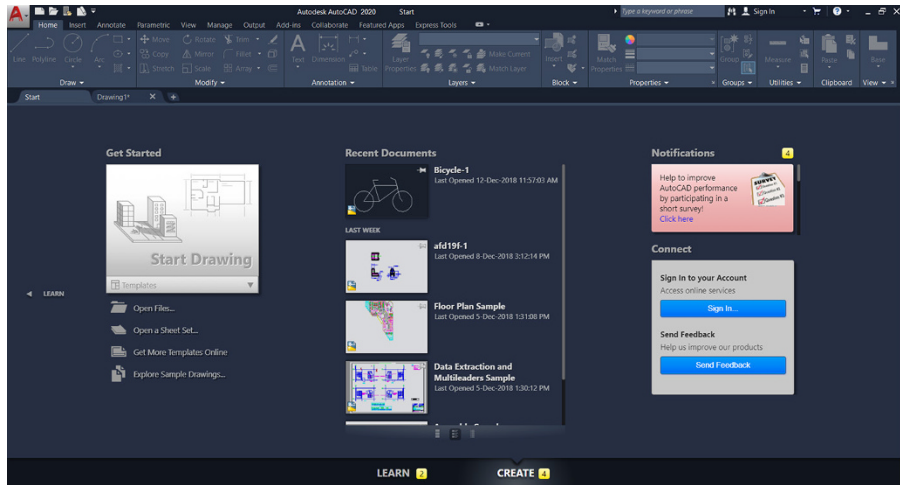 Autodesk AutoCAD 2020 Start
Type a keyword or phrase
Sign In
Home Insert Annotate Parametric View Manage Output Add-ins Collaborate Featured Apps Express Tools
Line Polyline Circle Arc
Move Rotate Trim
Copy Mirror Fillet
Stretch Scale Array
Text Dimension
Table
Layer Properties
Make Current
Match Layer
Insert
Match Properties
Group
Measure
Paste
Base
Draw Modify Annotation Layers Block Properties Groups Utilities Clipboard View
Start Drawing1*
Get Started
Start Drawing
Templates
Open Files...
Open a Sheet Set...
Get More Templates Online
Explore Sample Drawings...
LEARN
Recent Documents
Bicycle-1
Last Opened 12-Dec-2018 11:57:03 AM
LAST WEEK
afd19f-1
Last Opened 8-Dec-2018 3:12:14 PM
Floor Plan Sample
Last Opened 5-Dec-2018 1:31:08 PM
Data Extraction and
Multileaders Sample
Last Opened 5-Dec-2018 1:30:12 PM
Notifications 4
Help to improve
AutoCAD performance
by participating in a
short survey!
Click here
SURVEY
Connect
Sign In to your Account
Access online services
Sign In...
Send Feedback
Help us improve our products
Send Feedback
LEARN 2 CREATE 4